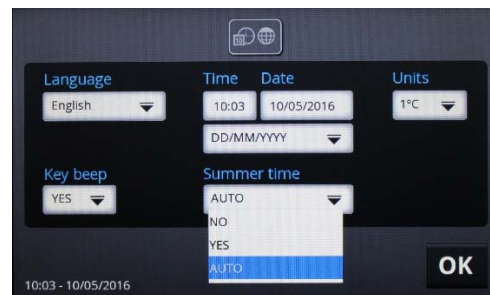 10
Language Time Date Units
English 10:03 10/05/2016 1°C
DD/MM/YYYY
Key beep Summer time
YES AUTO
NO
YES
AUTO
OK
10:03 - 10/05/2016